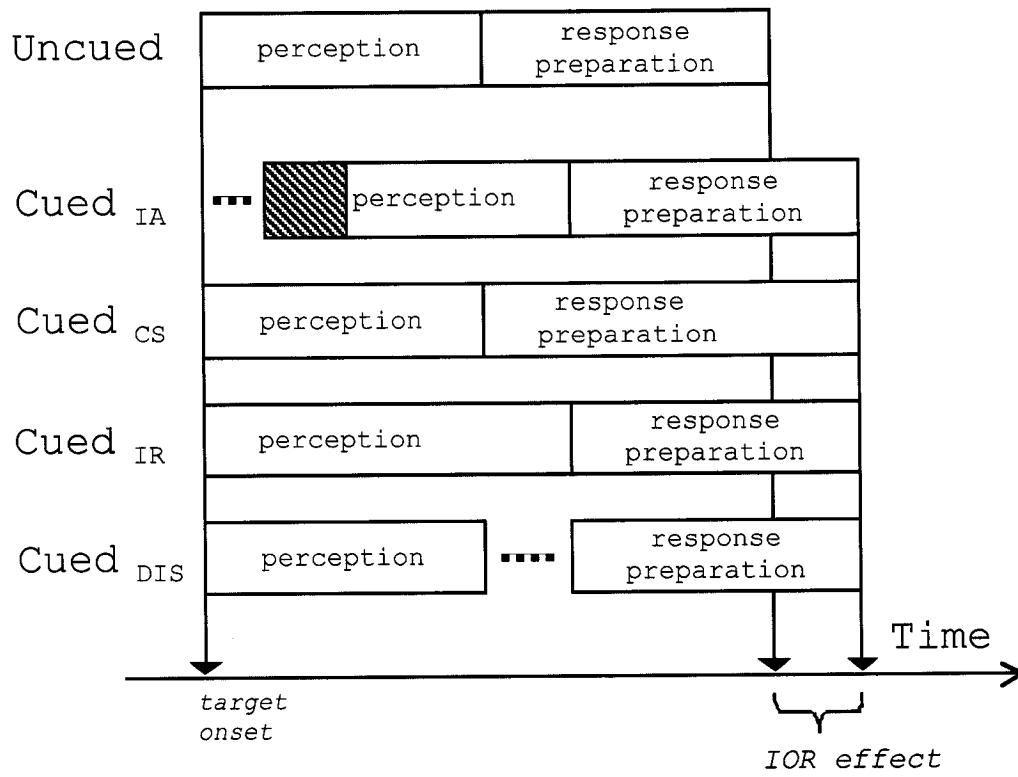 Uncued
perception
response
preparation
Cued IA
perception
response
preparation
Cued CS
perception
response
preparation
Cued IR
perception
response
preparation
Cued DIS
perception
response
preparation
Time
target
onset
IOR effect